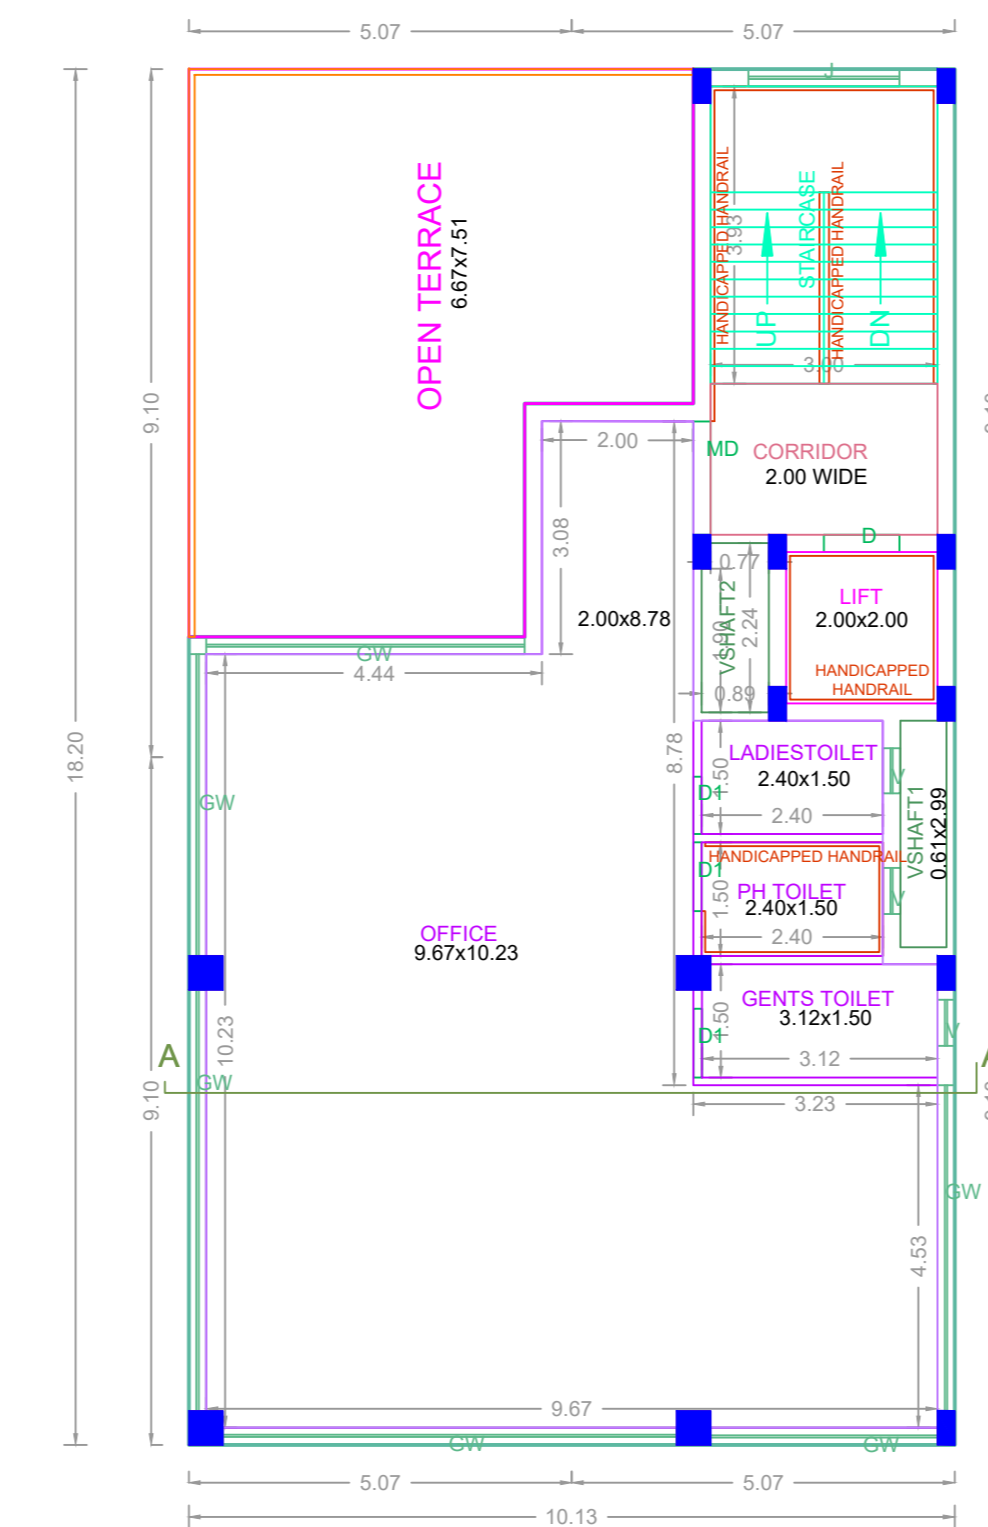 5.07
5.07
J
OPEN TERRACE
6.67x7.51
HANDICAPPED HANDRAIL
3.93
STAIRCASE
HANDICAPPED HANDRAIL
UP
DN
9.10
18.20
2.00
MD
CORRIDOR
2.00 WIDE
3.08
D
0.77
LIFT
2.00x2.00
HANDICAPPED
HANDRAIL
2.00x8.78
VSHAFT2
2.24
0.89
GW
4.44
8.78
LADIESTOILET
2.40x1.50
1.50
D1
2.40
V
GW
VSHAFT1
0.61x2.99
HANDICAPPED HANDRAIL
D1
PH TOILET
2.40x1.50
1.50
2.40
V
OFFICE
9.67x10.23
GENTS TOILET
3.12x1.50
1.50
D1
3.12
V
10.23
A
A
GW
9.10
3.23
GW
4.53
9.67
GW
GW
5.07
5.07
10.13